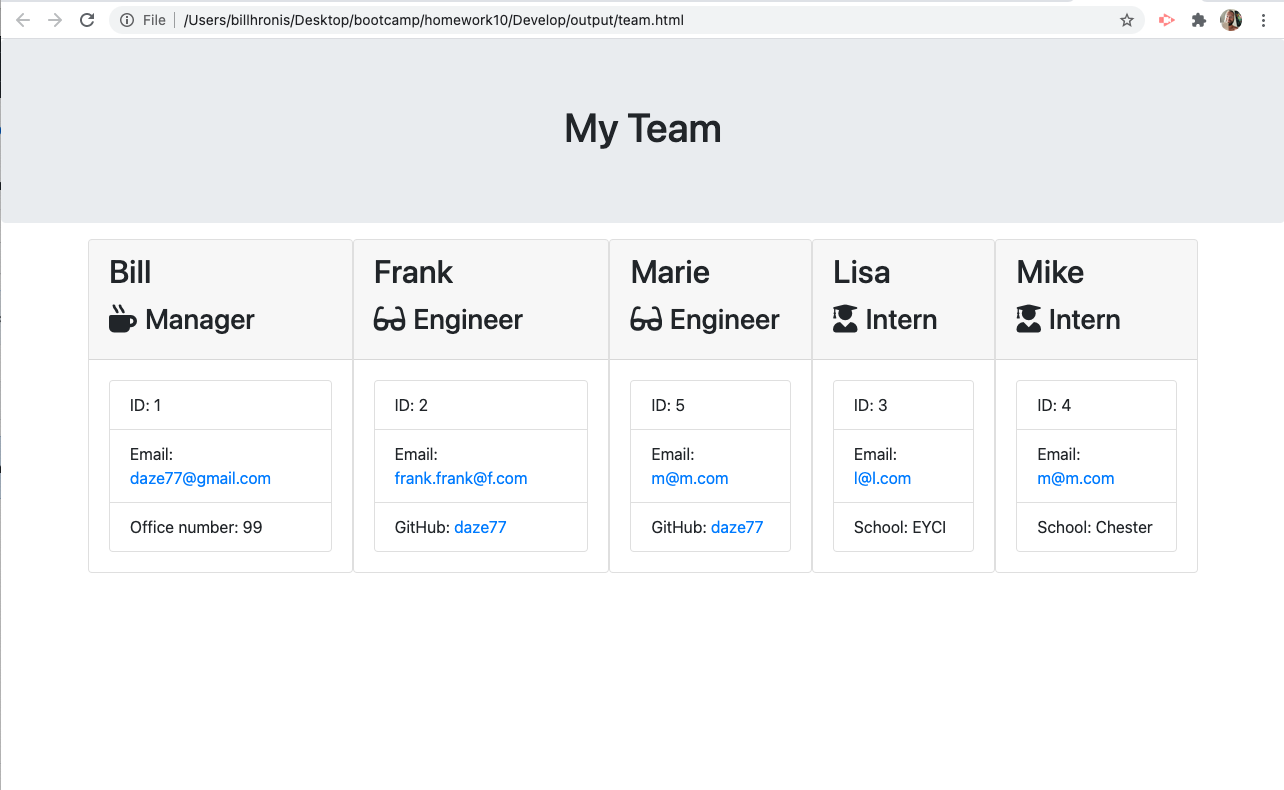 File /Users/billhronis/Desktop/bootcamp/homework10/Develop/output/team.html
My Team
Bill
Manager
ID: 1
Email:
daze77@gmail.com
Office number: 99
Frank
Engineer
ID: 2
Email:
frank.frank@f.com
GitHub: daze77
Marie
Engineer
ID: 5
Email:
m@m.com
GitHub: daze77
Lisa
Intern
ID: 3
Email:
l@l.com
School: EYCI
Mike
Intern
ID: 4
Email:
m@m.com
School: Chester